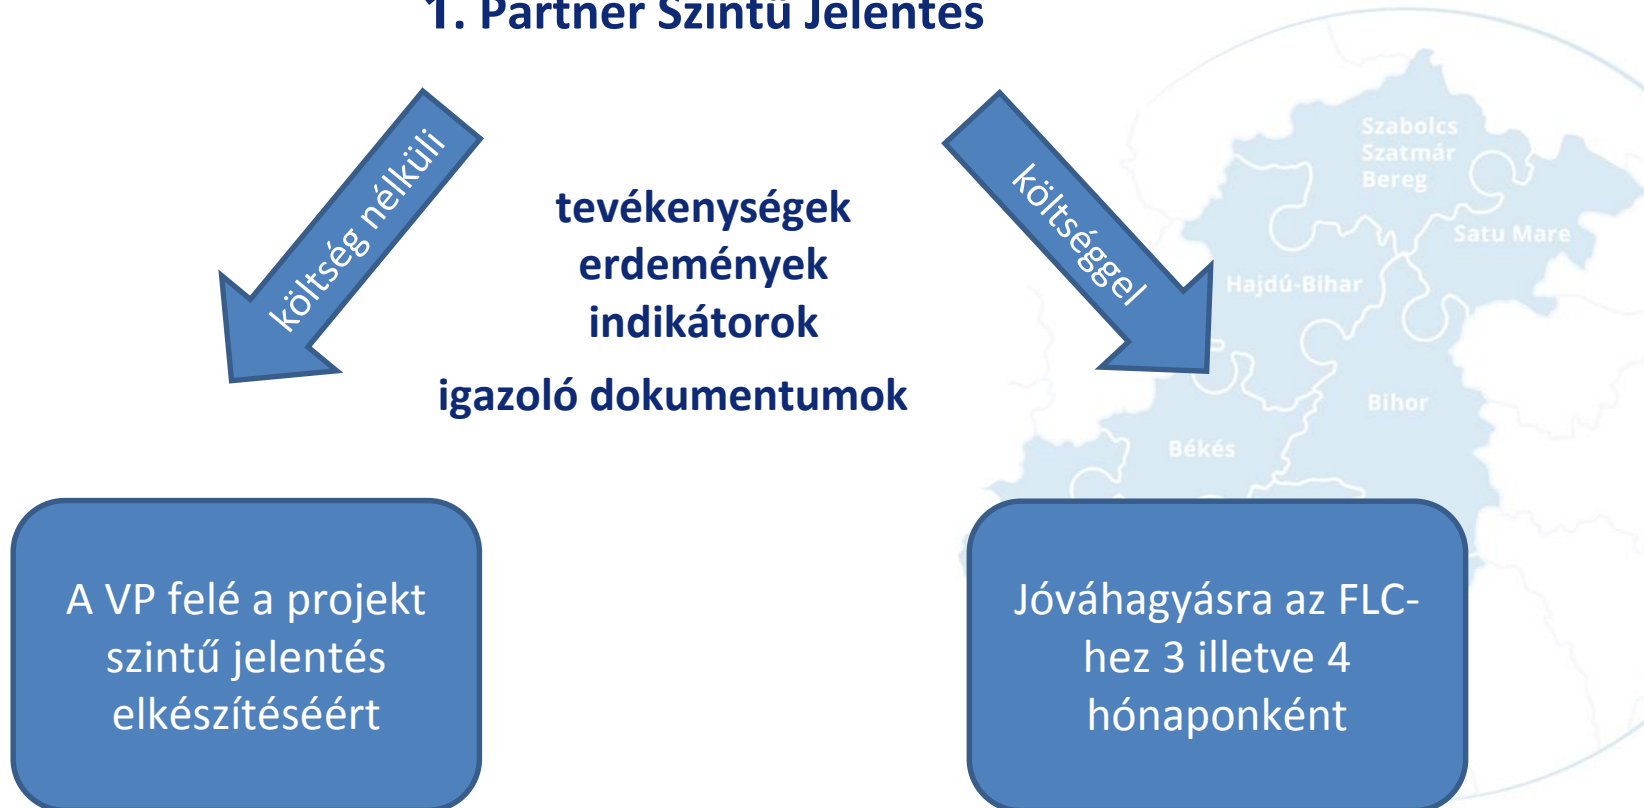 1. Partner Szintű Jelentés
költség nélküli
költséggel
tevékenységek
erdemények
indikátorok
igazoló dokumentumok
A VP felé a projekt
szintű jelentés
elkészítéséért
Jóváhagyásra az FLC-
hez 3 illetve 4
hónaponként
Szabolcs
Szatmár
Bereg
Satu Mare
Hajdú-Bihar
Bihor
Békés